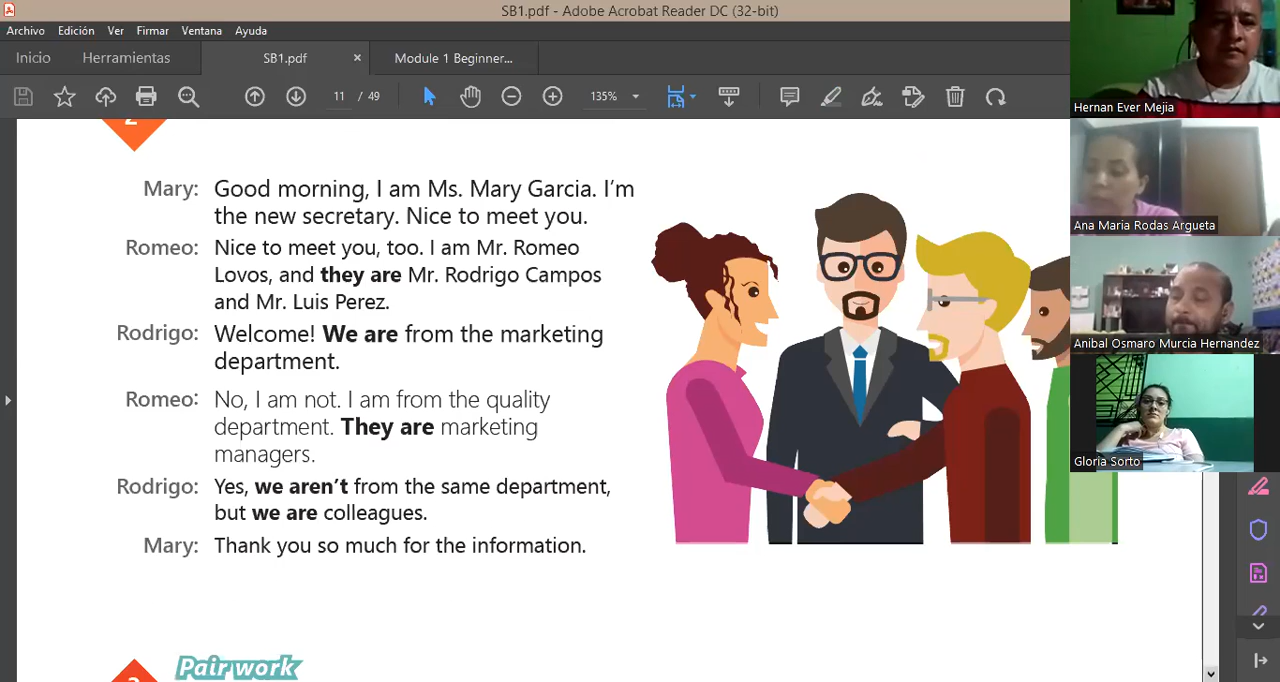 SB1.pdf - Adobe Acrobat Reader DC (32-bit)
Archivo Edición Ver Firmar Ventana Ayuda
Inicio Herramientas SB1.pdf × Module 1 Beginner...
11 / 49 135%
2
Mary: Good morning, I am Ms. Mary Garcia. I'm
the new secretary. Nice to meet you.
Romeo: Nice to meet you, too. I am Mr. Romeo
Lovos, and they are Mr. Rodrigo Campos
and Mr. Luis Perez.
Rodrigo: Welcome! We are from the marketing
department.
Romeo: No, I am not. I am from the quality
department. They are marketing
managers.
Rodrigo: Yes, we aren't from the same department,
but we are colleagues.
Mary: Thank you so much for the information.
Pair work
Hernan Ever Mejia
Ana Maria Rodas Argueta
Anibal Osmaro Murcia Hernandez
Gloria Sorto